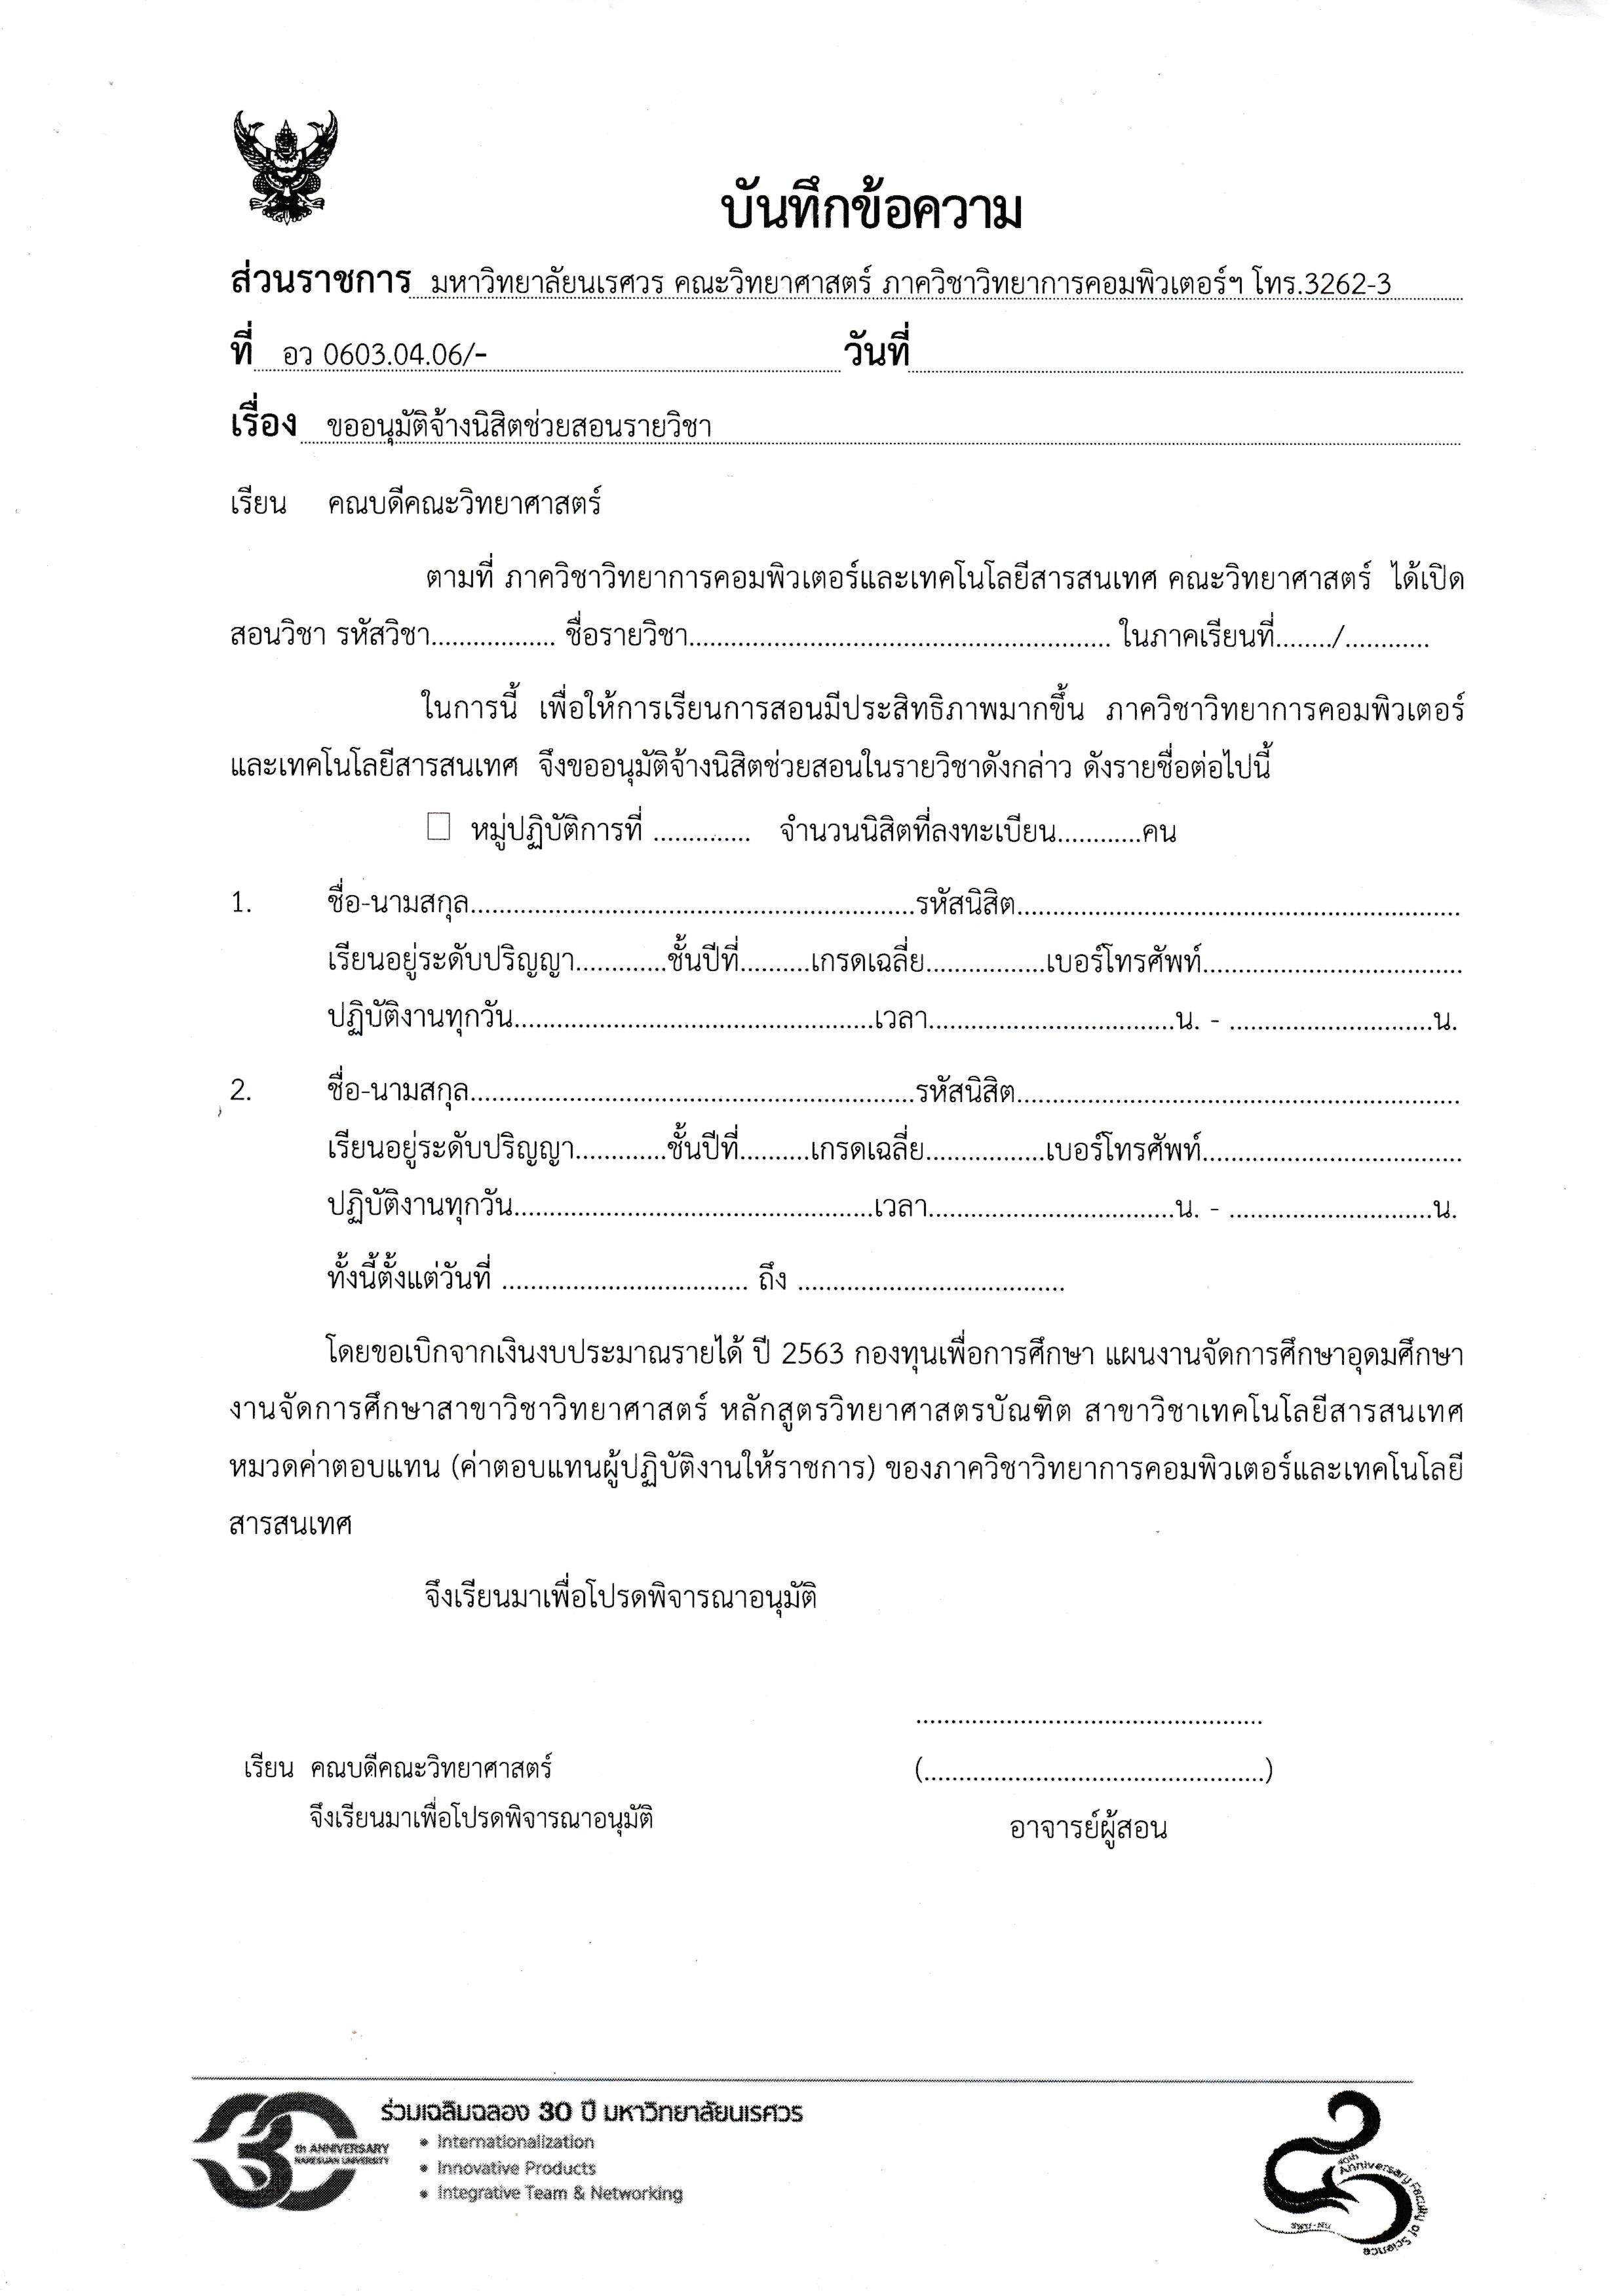 บันทึกข้อความ
ส่วนราชการ มหาวิทยาลัยนเรศวร คณะวิทยาศาสตร์ ภาควิชาวิทยาการคอมพิวเตอร์ฯ โทร.3262-3
ที่ อว 0603.04.06/- วันที่
เรื่อง ขออนุมัติจ้างนิสิตช่วยสอนรายวิชา
เรียน คณบดีคณะวิทยาศาสตร์
ตามที่ ภาควิชาวิทยาการคอมพิวเตอร์และเทคโนโลยีสารสนเทศ คณะวิทยาศาสตร์ ได้เปิด
สอนวิชา รหัสวิชา.................. ชื่อรายวิชา............................................................ ในภาคเรียนที่......../............
ในการนี้ เพื่อให้การเรียนการสอนมีประสิทธิภาพมากขึ้น ภาควิชาวิทยาการคอมพิวเตอร์
และเทคโนโลยีสารสนเทศ จึงขออนุมัติจ้างนิสิตช่วยสอนในรายวิชาดังกล่าว ดังรายชื่อต่อไปนี้
☐ หมู่ปฏิบัติการที่ .............. จำนวนนิสิตที่ลงทะเบียน............คน
1. ชื่อ-นามสกุล................................................................รหัสนิสิต................................................................
เรียนอยู่ระดับปริญญา.............ชั้นปีที่..........เกรดเฉลี่ย.................เบอร์โทรศัพท์.....................................
ปฏิบัติงานทุกวัน....................................................เวลา...................................น. - .............................น.
2. ชื่อ-นามสกุล................................................................รหัสนิสิต................................................................
เรียนอยู่ระดับปริญญา.............ชั้นปีที่..........เกรดเฉลี่ย.................เบอร์โทรศัพท์.....................................
ปฏิบัติงานทุกวัน....................................................เวลา...................................น. - .............................น.
ทั้งนี้ตั้งแต่วันที่ ................................... ถึง ......................................
โดยขอเบิกจากเงินงบประมาณรายได้ ปี 2563 กองทุนเพื่อการศึกษา แผนงานจัดการศึกษาอุดมศึกษา
งานจัดการศึกษาสาขาวิชาวิทยาศาสตร์ หลักสูตรวิทยาศาสตรบัณฑิต สาขาวิชาเทคโนโลยีสารสนเทศ
หมวดค่าตอบแทน (ค่าตอบแทนผู้ปฏิบัติงานให้ราชการ) ของภาควิชาวิทยาการคอมพิวเตอร์และเทคโนโลยี
สารสนเทศ
จึงเรียนมาเพื่อโปรดพิจารณาอนุมัติ
.................................................
เรียน คณบดีคณะวิทยาศาสตร์ (................................................)
จึงเรียนมาเพื่อโปรดพิจารณาอนุมัติ
อาจารย์ผู้สอน
ร่วมเฉลิมฉลอง 30 ปี มหาวิทยาลัยนเรศวร
30 th ANNIVERSARY
NARESUAN UNIVERSITY
• Internationalization
• Innovative Products
• Integrative Team & Networking
Anniversary Faculty of Science